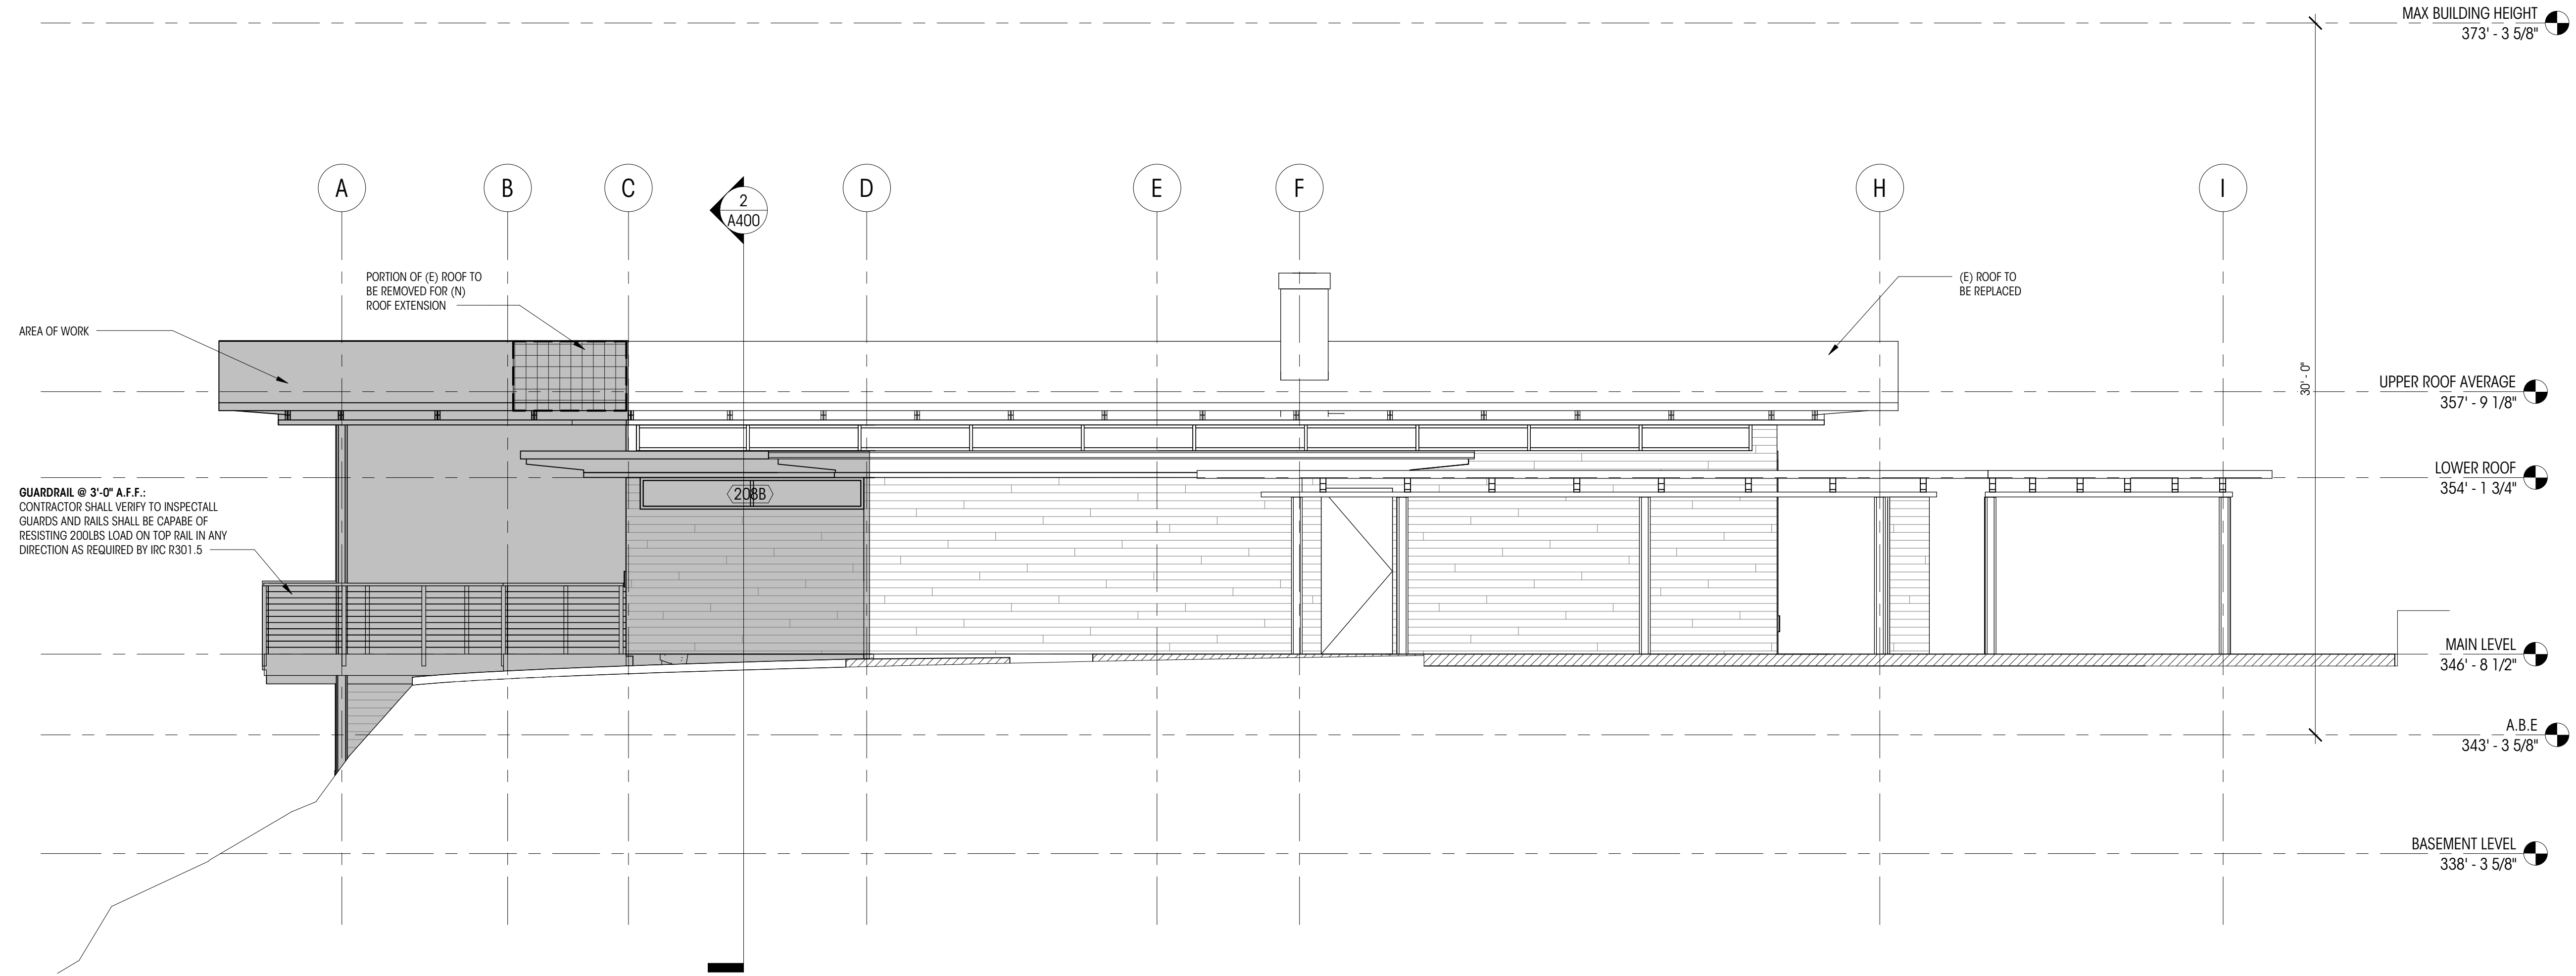 MAX BUILDING HEIGHT
373' - 3 5/8"
A
B
C
2
A400
D
E
F
H
I
PORTION OF (E) ROOF TO
BE REMOVED FOR (N)
ROOF EXTENSION
(E) ROOF TO
BE REPLACED
AREA OF WORK
30' - 0"
UPPER ROOF AVERAGE
357' - 9 1/8"
LOWER ROOF
354' - 1 3/4"
GUARDRAIL @ 3'-0" A.F.F.:
CONTRACTOR SHALL VERIFY TO INSPECTALL
GUARDS AND RAILS SHALL BE CAPABE OF
RESISTING 200LBS LOAD ON TOP RAIL IN ANY
DIRECTION AS REQUIRED BY IRC R301.5
208B
MAIN LEVEL
346' - 8 1/2"
A.B.E
343' - 3 5/8"
BASEMENT LEVEL
338' - 3 5/8"